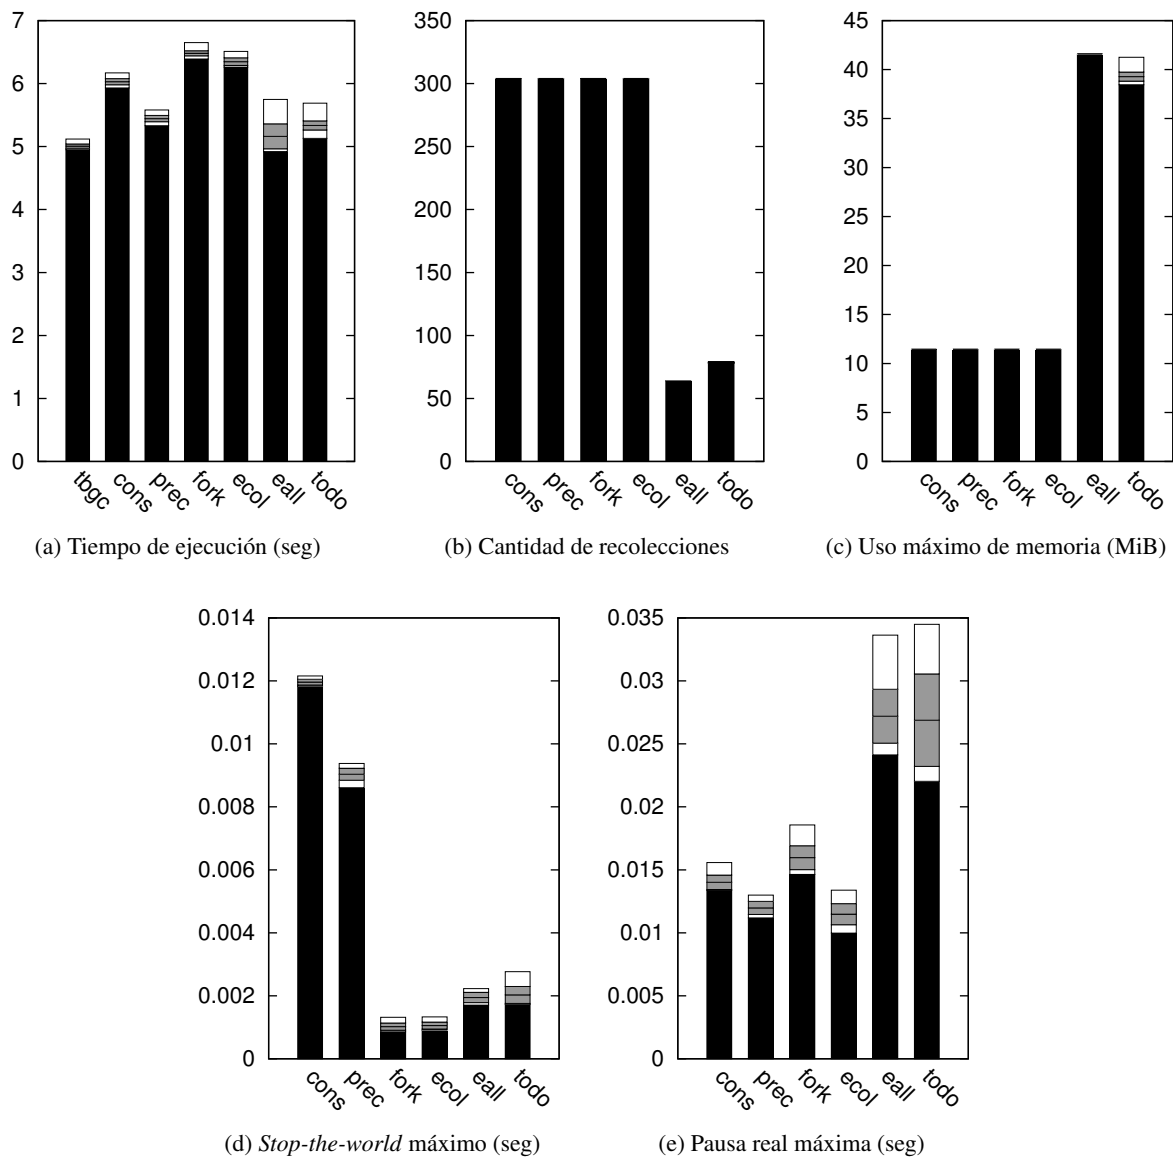 7
6
5
4
3
2
1
0
tbgc
cons
prec
fork
ecol
eall
todo
(a) Tiempo de ejecución (seg)
350
300
250
200
150
100
50
0
cons
prec
fork
ecol
eall
todo
(b) Cantidad de recolecciones
45
40
35
30
25
20
15
10
5
0
cons
prec
fork
ecol
eall
todo
(c) Uso máximo de memoria (MiB)
0.014
0.012
0.01
0.008
0.006
0.004
0.002
0
cons
prec
fork
ecol
eall
todo
(d) Stop-the-world máximo (seg)
0.035
0.03
0.025
0.02
0.015
0.01
0.005
0
cons
prec
fork
ecol
eall
todo
(e) Pausa real máxima (seg)